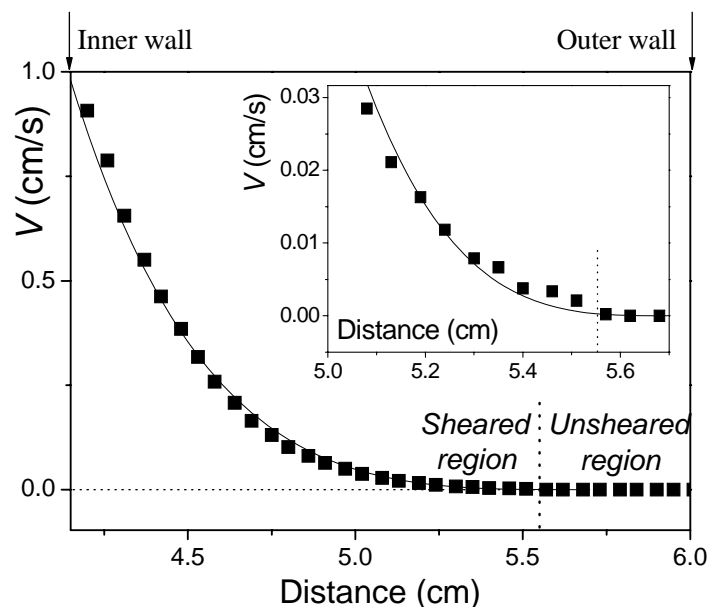 Inner wall
Outer wall
1.0
0.5
0.0
V (cm/s)
0.03
0.02
0.01
0.00
V (cm/s)
Distance (cm)
5.0
5.2
5.4
5.6
Sheared
region
Unsheared
region
4.5
5.0
5.5
6.0
Distance (cm)